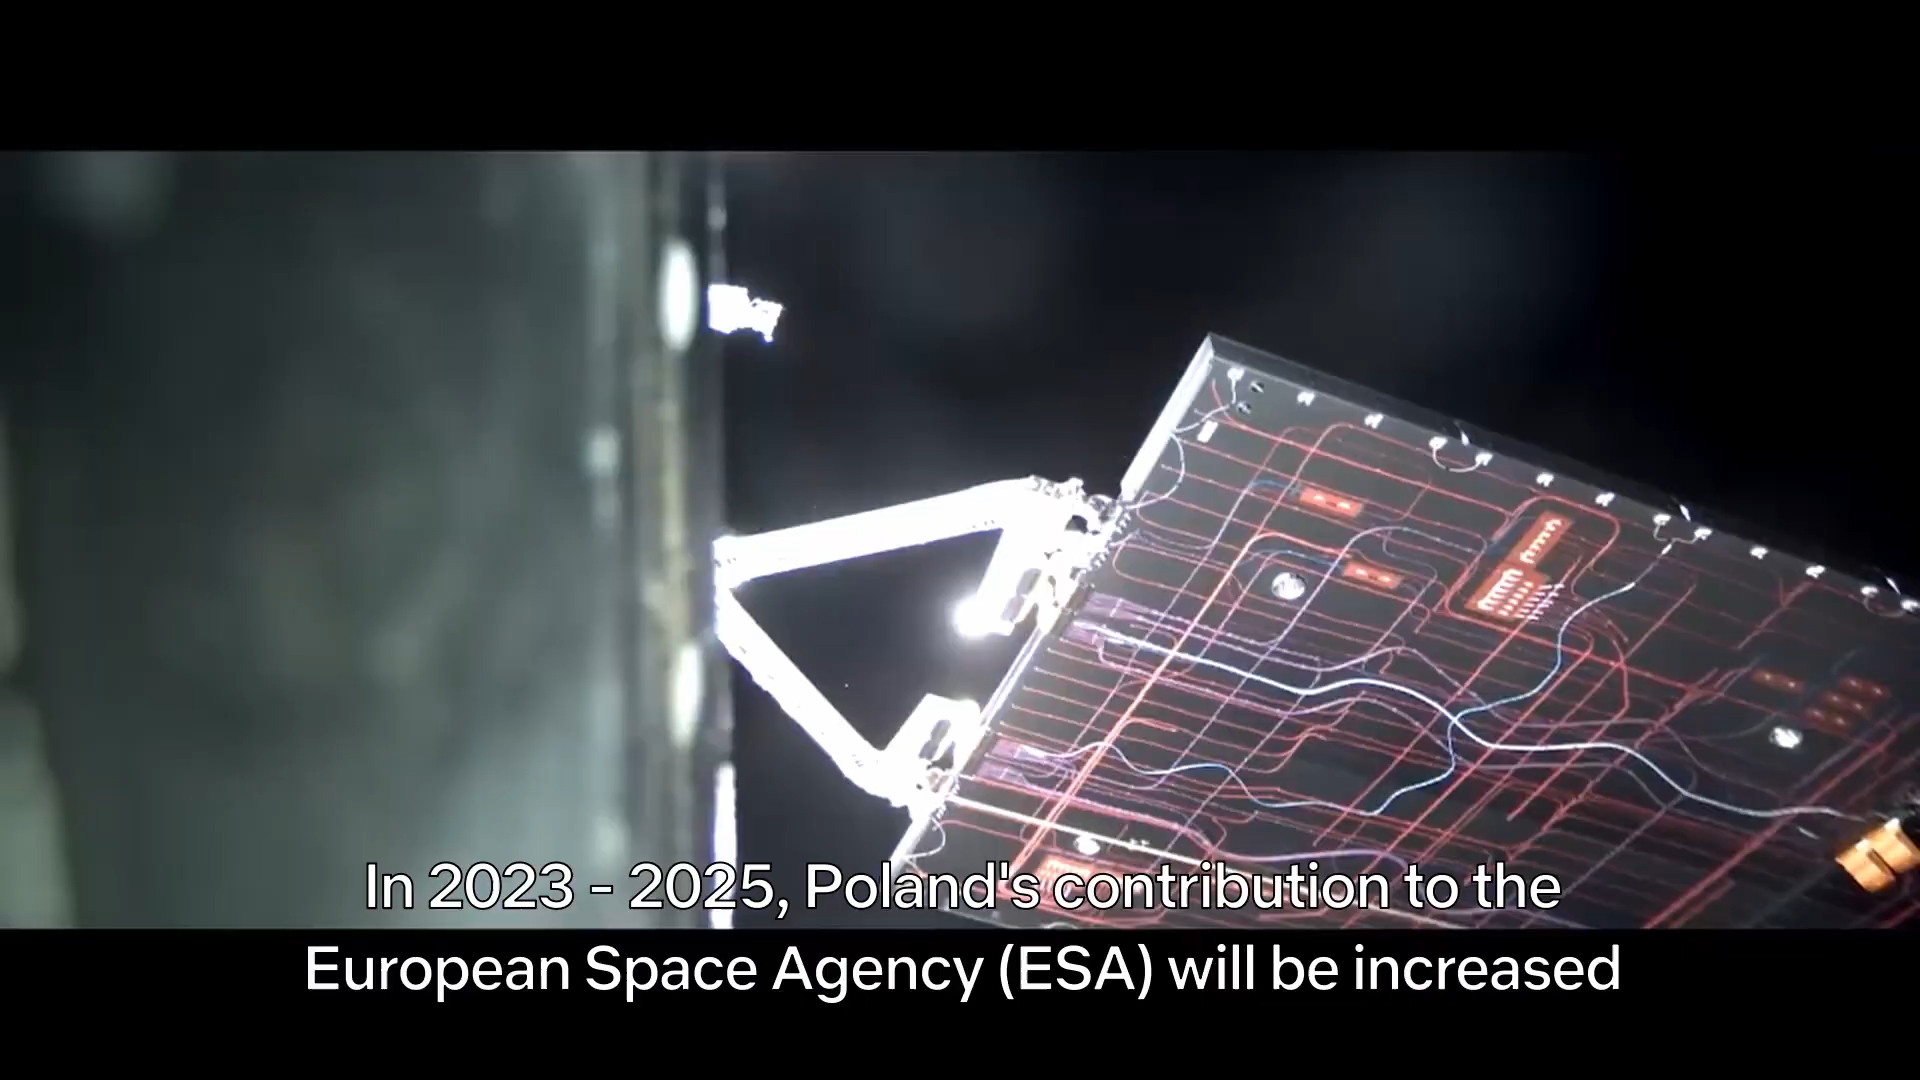 In 2023 - 2025, Poland's contribution to the
European Space Agency (ESA) will be increased